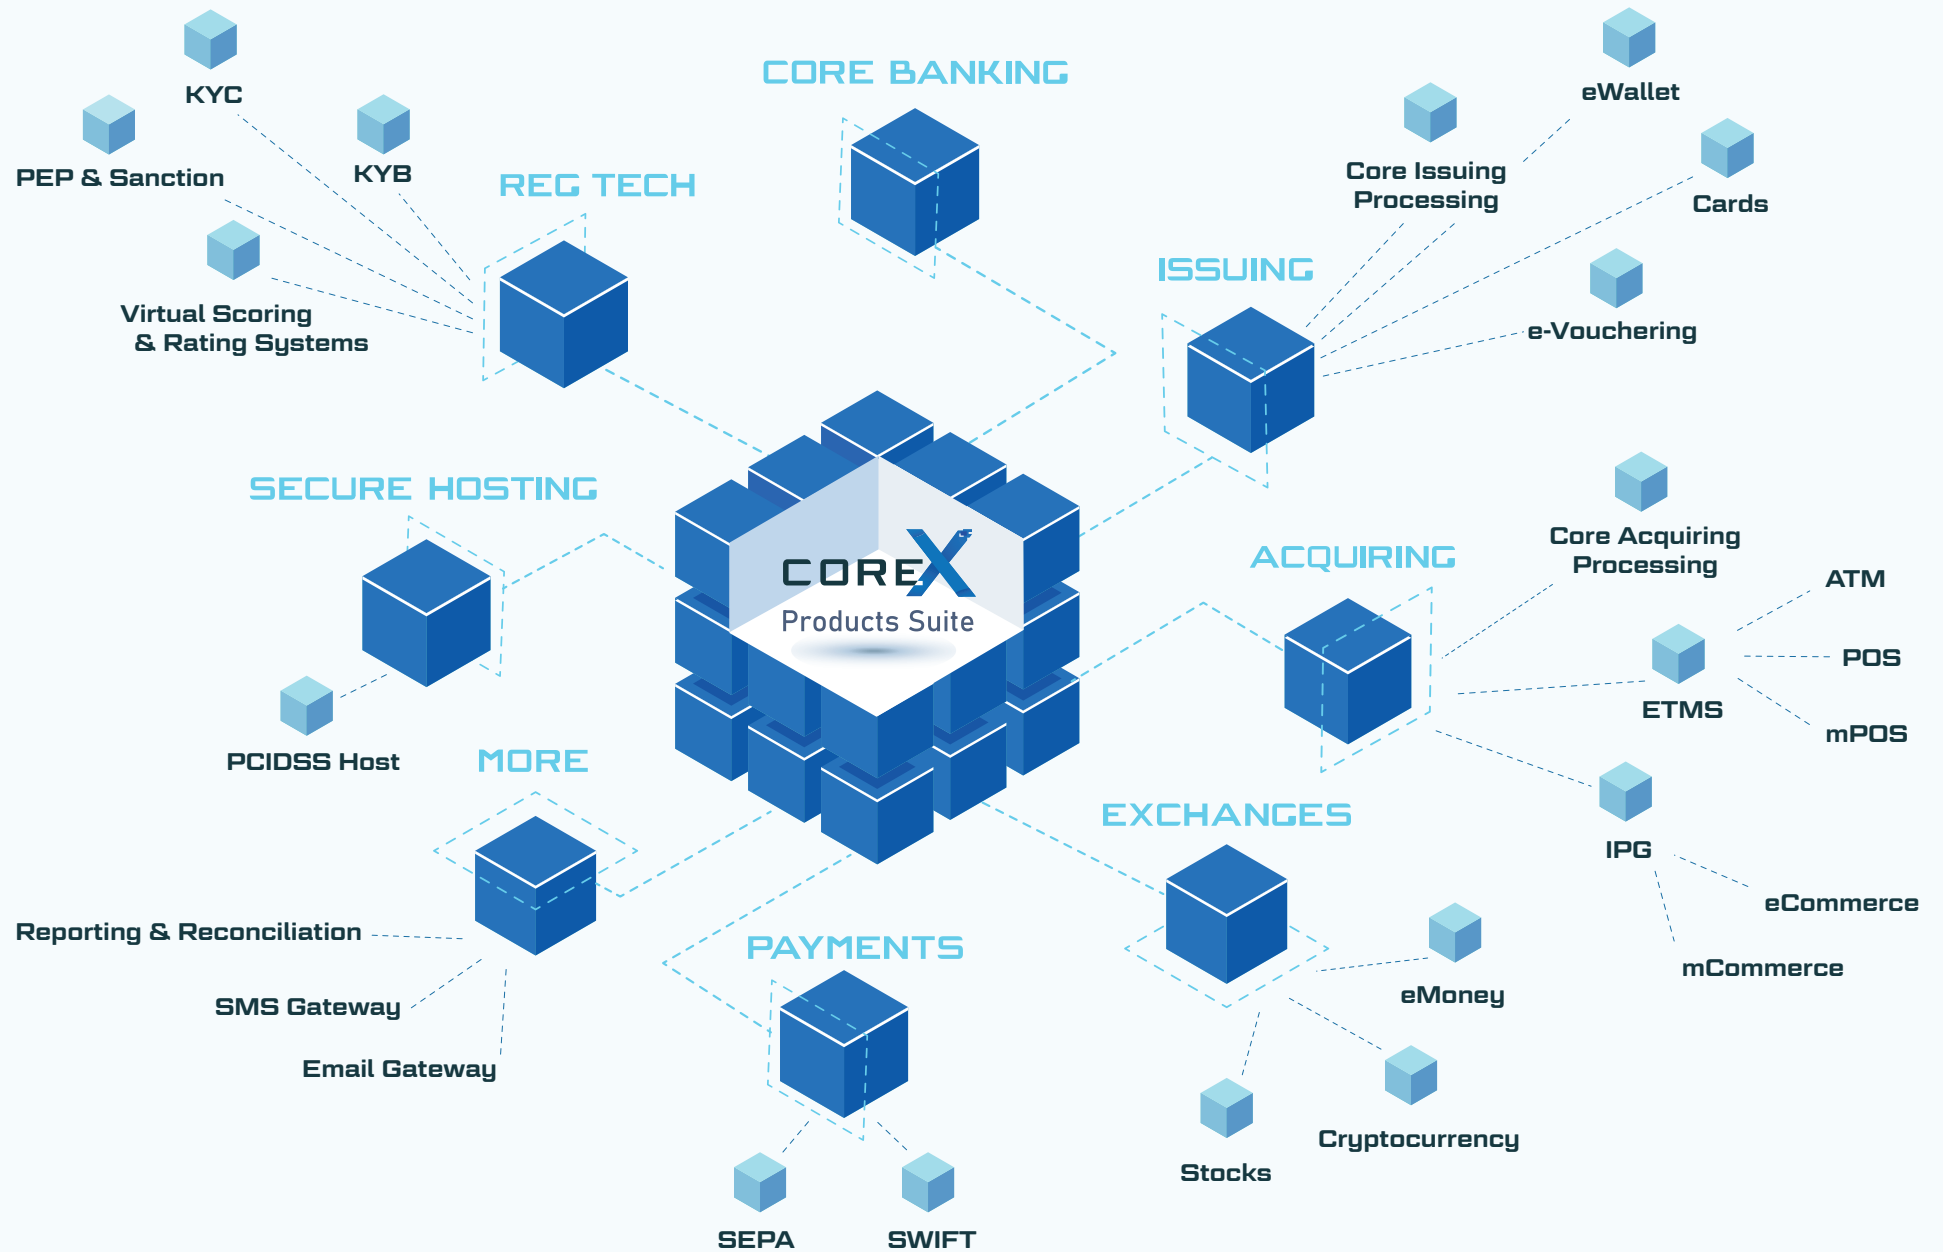 KYC
PEP & Sanction
KYB
Virtual Scoring
& Rating Systems
REG TECH
CORE BANKING
eWallet
Core Issuing
Processing
Cards
e-Vouchering
ISSUING
SECURE HOSTING
PCIDSS Host
COREX
Products Suite
ACQUIRING
Core Acquiring
Processing
ATM
POS
ETMS
mPOS
IPG
eCommerce
mCommerce
MORE
Reporting & Reconciliation
SMS Gateway
Email Gateway
PAYMENTS
SEPA
SWIFT
EXCHANGES
eMoney
Cryptocurrency
Stocks